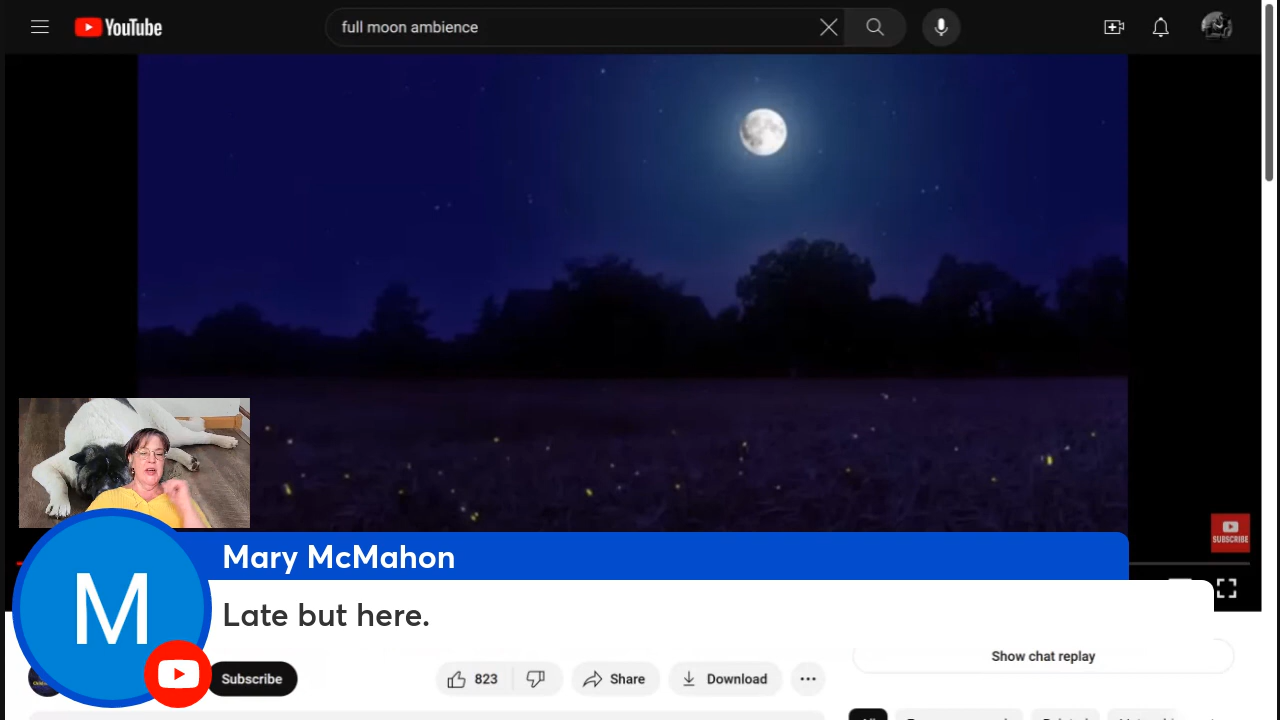 YouTube
full moon ambience
SUBSCRIBE
Mary McMahon
M
Late but here.
Show chat replay
Subscribe
823
Share
Download